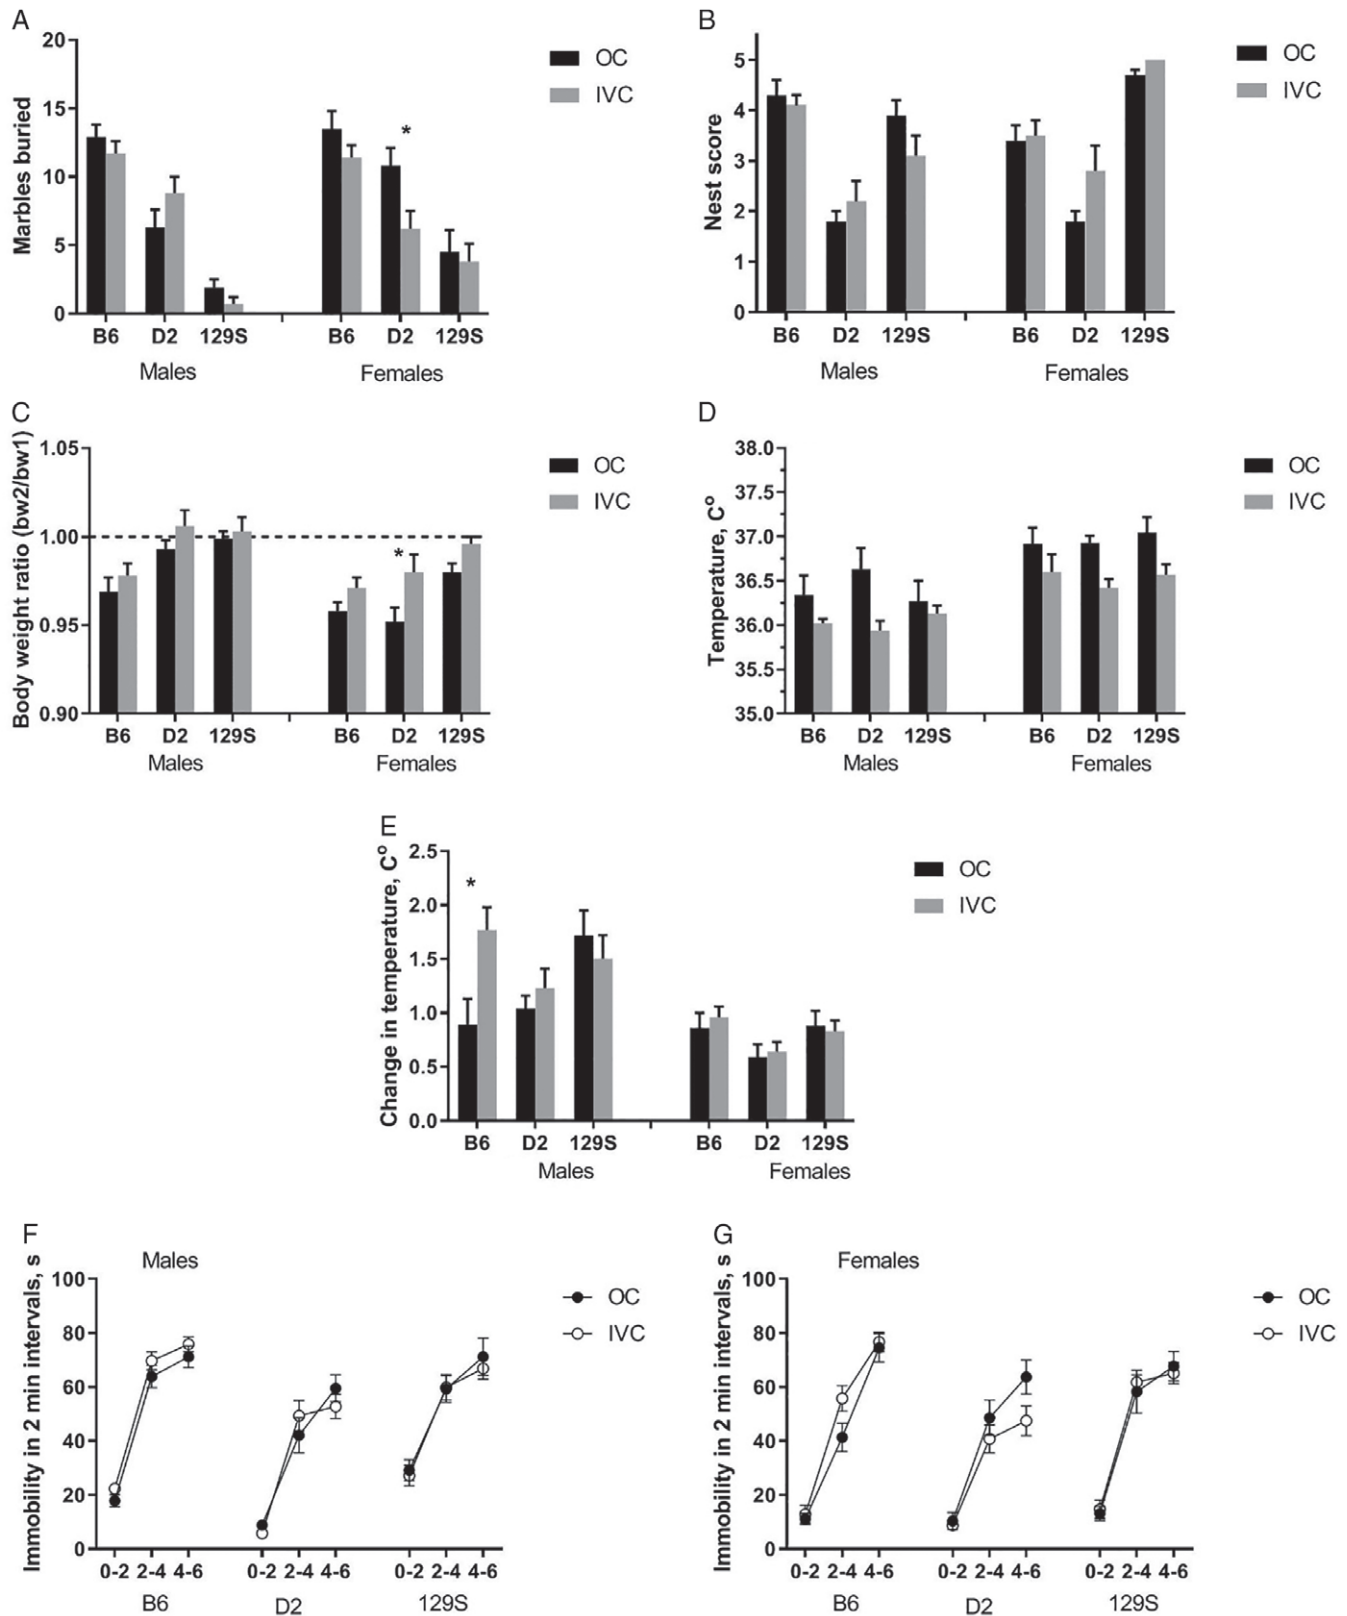 A
Marbles buried
20
15
10
5
0
*
B6 D2 129S B6 D2 129S
Males Females
OC
IVC
B
Nest score
5
4
3
2
1
0
B6 D2 129S B6 D2 129S
Males Females
OC
IVC
C
Body weight ratio (bw2/bw1)
1.05
1.00
0.95
0.90
*
B6 D2 129S B6 D2 129S
Males Females
OC
IVC
D
Temperature, Cº
38.0
37.5
37.0
36.5
36.0
35.5
35.0
B6 D2 129S B6 D2 129S
Males Females
OC
IVC
E
Change in temperature, Cº
2.5
2.0
1.5
1.0
0.5
0.0
*
B6 D2 129S B6 D2 129S
Males Females
OC
IVC
F
Males
Immobility in 2 min intervals, s
100
80
60
40
20
0
0-2 2-4 4-6 0-2 2-4 4-6 0-2 2-4 4-6
B6 D2 129S
OC
IVC
G
Females
Immobility in 2 min intervals, s
100
80
60
40
20
0
0-2 2-4 4-6 0-2 2-4 4-6 0-2 2-4 4-6
B6 D2 129S
OC
IVC